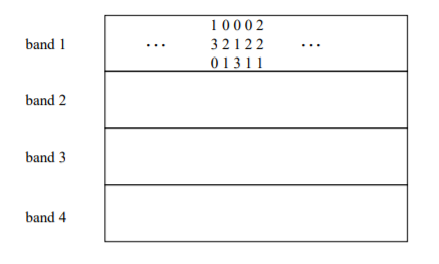 1 0 0 0 2
band 1 ... 3 2 1 2 2 ...
0 1 3 1 1
band 2
band 3
band 4